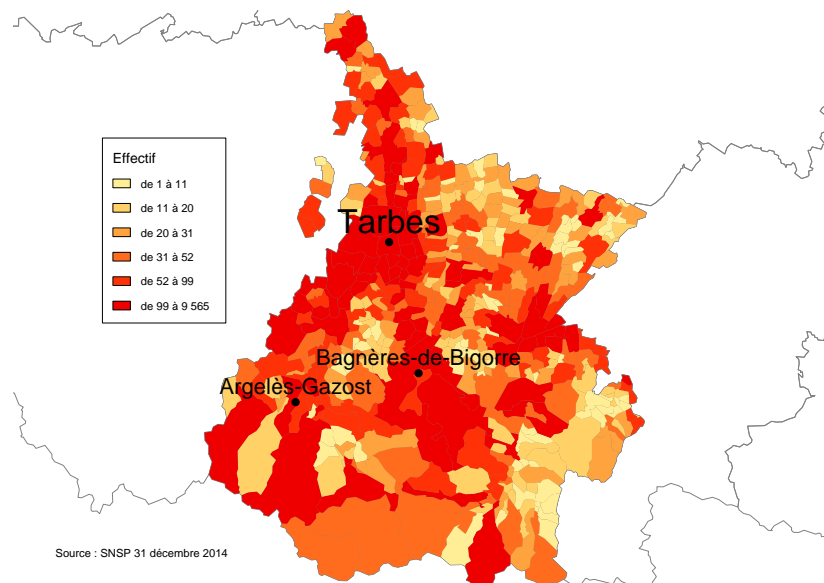 Effectif
de 1 à 11
de 11 à 20
de 20 à 31
de 31 à 52
de 52 à 99
de 99 à 9 565
Tarbes
Bagnères-de-Bigorre
Argelès-Gazost
Source : SNSP 31 décembre 2014